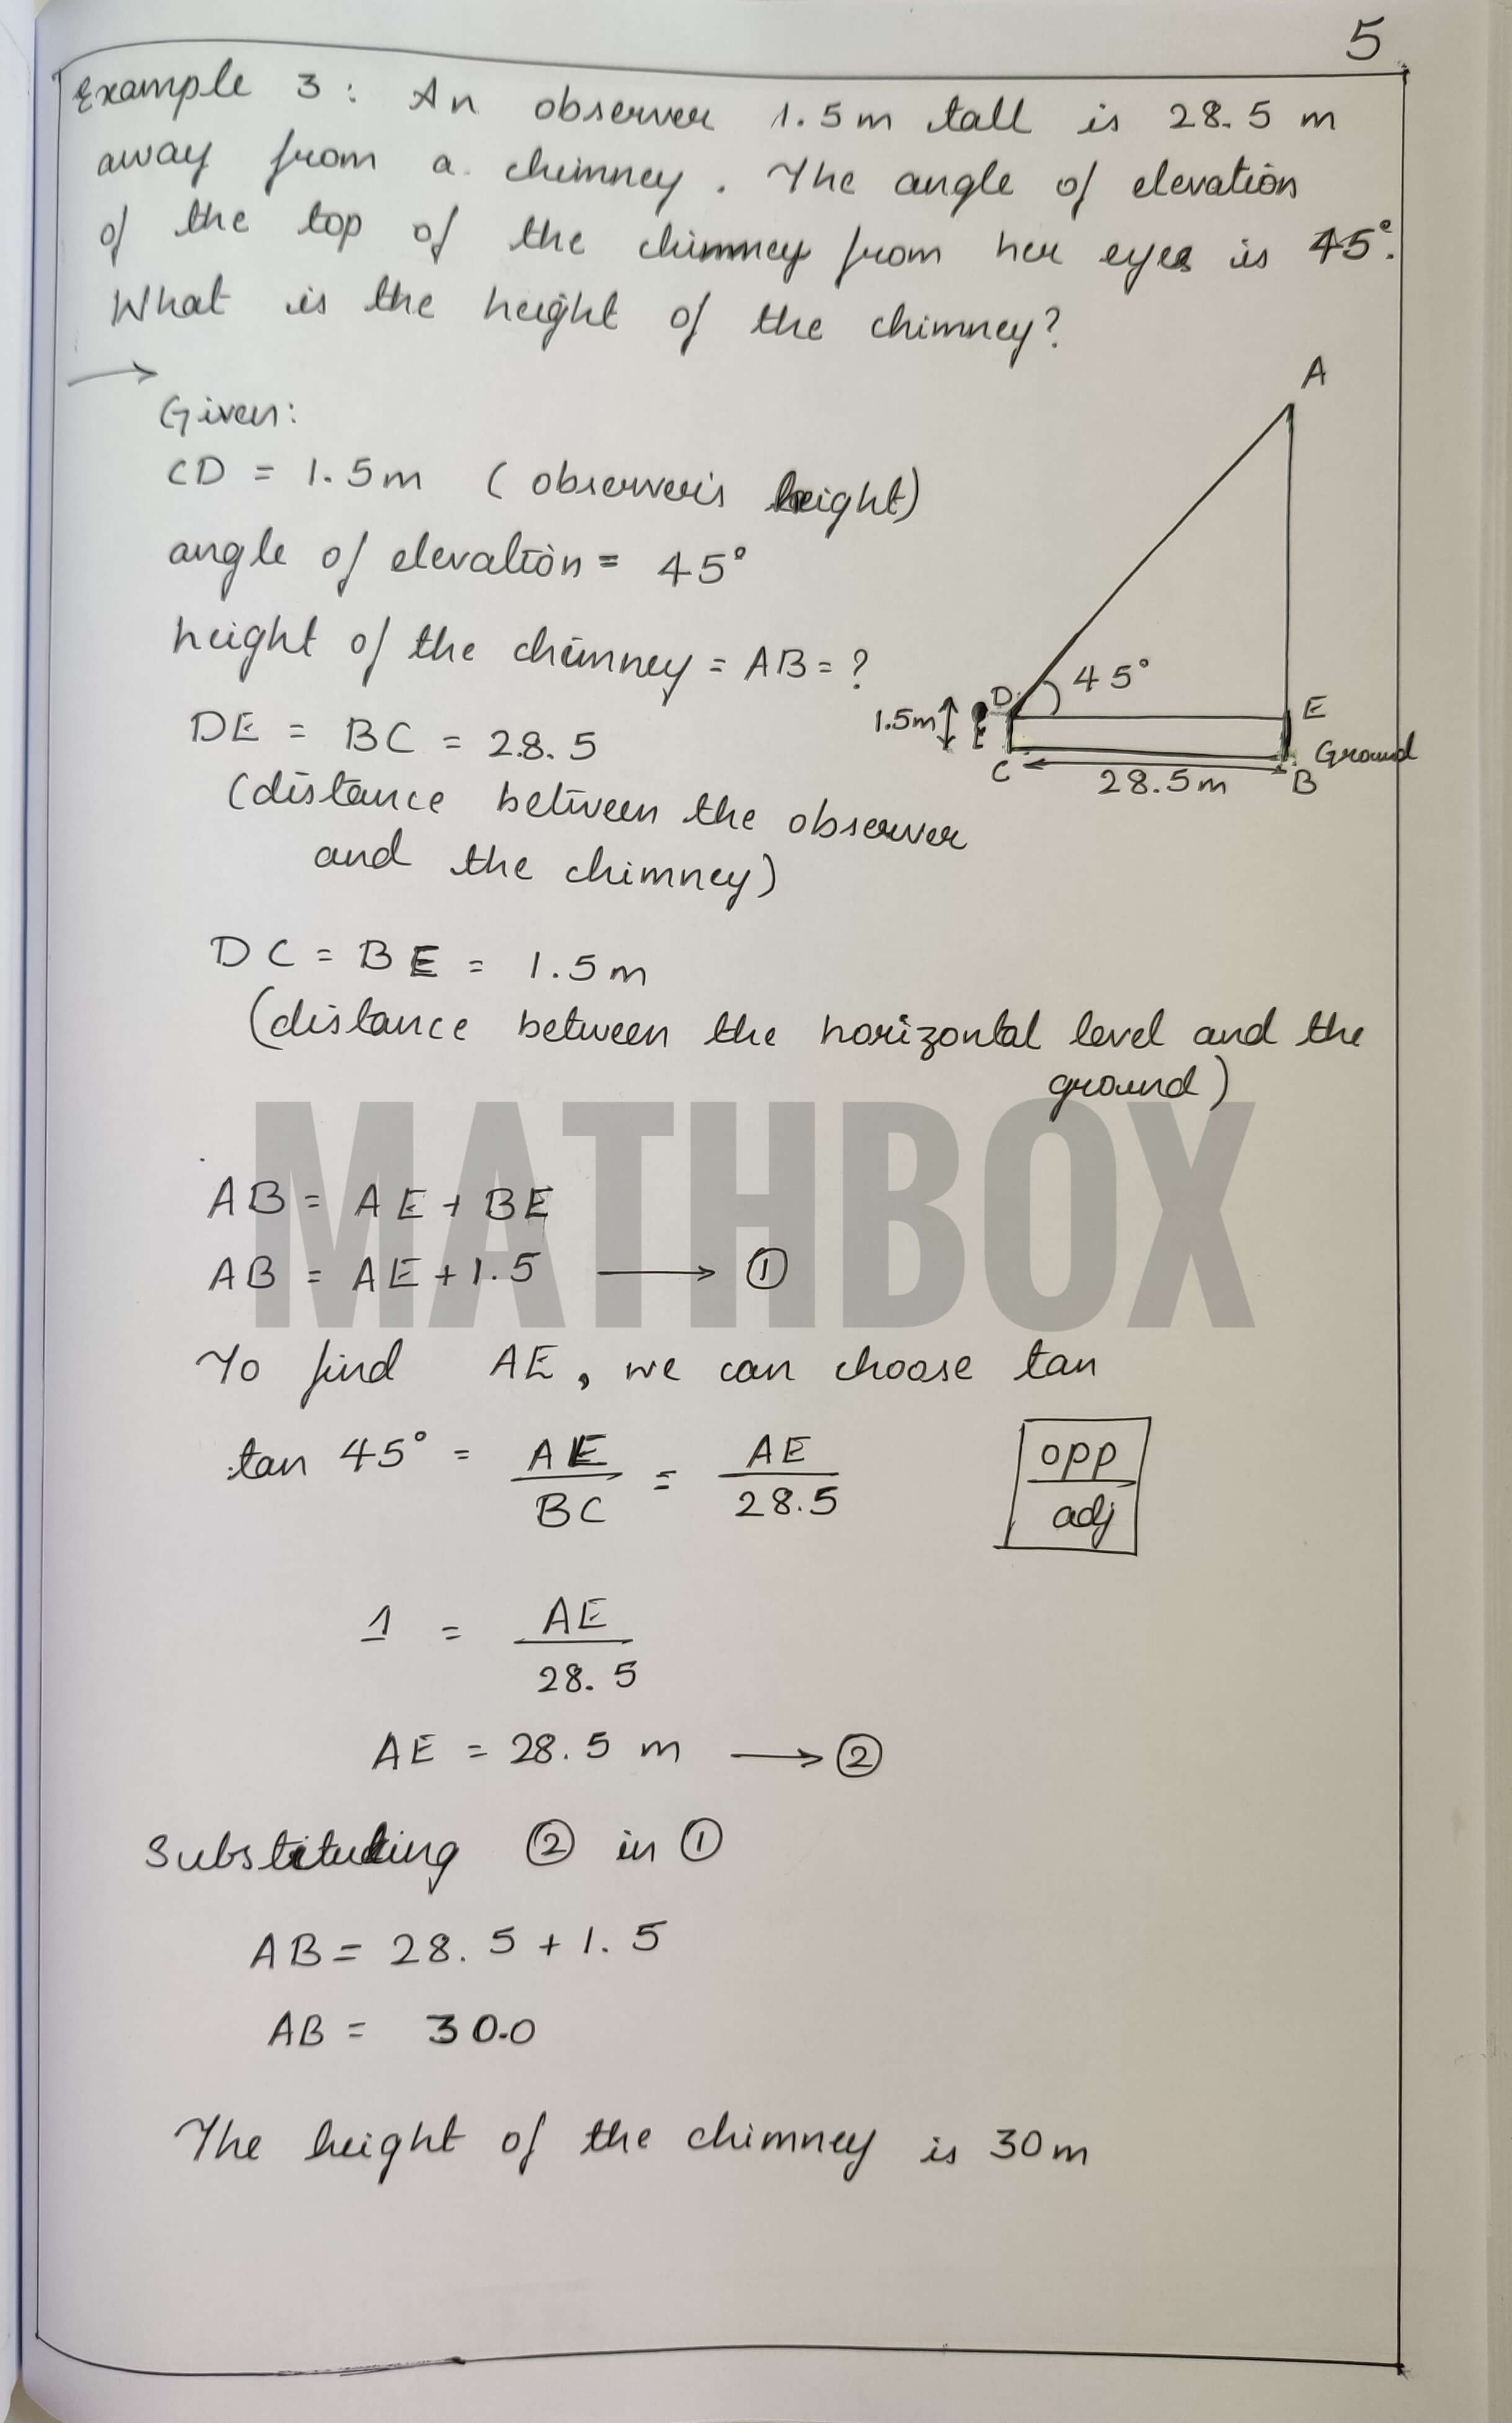 5
Example 3 : An observer 1.5m tall is 28.5 m
away from a chimney. The angle of elevation
of the top of the chimney from her eyes is 45°.
What is the height of the chimney?
→
Given:
CD = 1.5m (observer's height)
angle of elevation = 45°
height of the chimney = AB = ?
DE = BC = 28.5
(distance between the observer
and the chimney)
A
45°
D
1.5m
E
Ground
C
28.5m
B
DC = BE = 1.5m
(distance between the horizontal level and the
ground)
MATHBOX
AB = AE + BE
AB = AE + 1.5 → ①
To find AE, we can choose tan
tan 45° = AE/BC = AE/28.5
opp/adj
1 = AE/28.5
AE = 28.5 m → ②
Substituting ② in ①
AB = 28.5 + 1.5
AB = 30.0
The height of the chimney is 30m